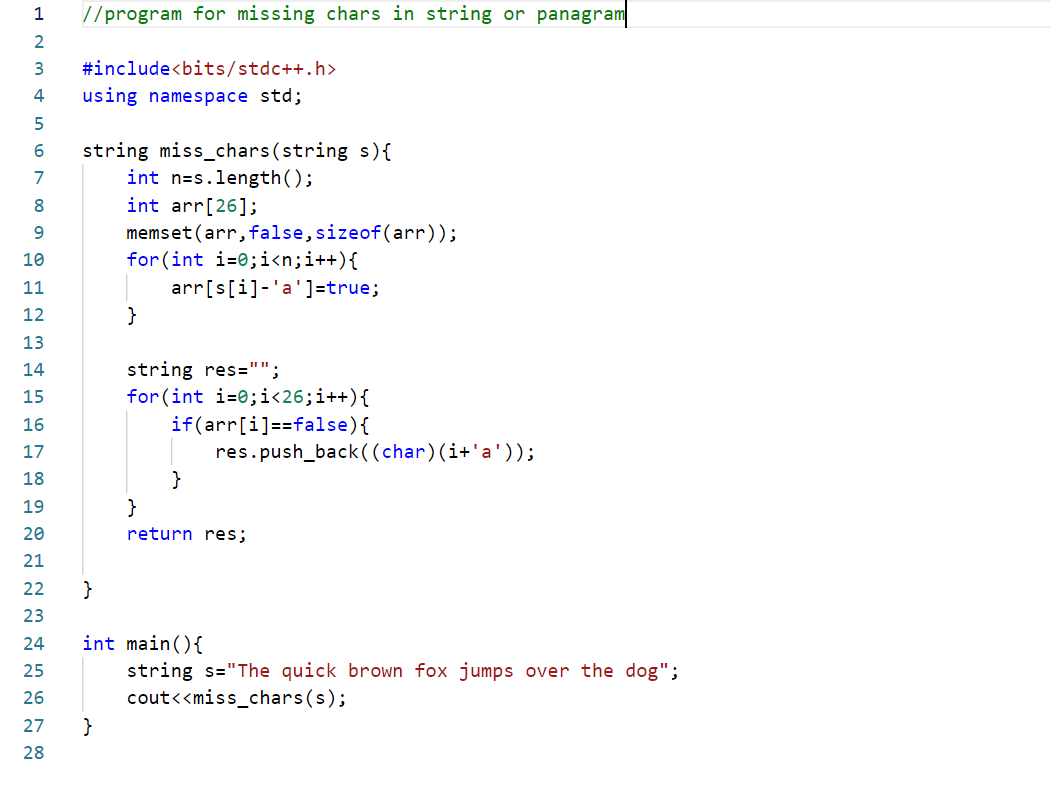 1 //program for missing chars in string or panagram
2
3 #include<bits/stdc++.h>
4 using namespace std;
5
6 string miss_chars(string s){
7     int n=s.length();
8     int arr[26];
9     memset(arr,false,sizeof(arr));
10     for(int i=0;i<n;i++){
11         arr[s[i]-'a']=true;
12     }
13
14     string res="";
15     for(int i=0;i<26;i++){
16         if(arr[i]==false){
17             res.push_back((char)(i+'a'));
18         }
19     }
20     return res;
21
22 }
23
24 int main(){
25     string s="The quick brown fox jumps over the dog";
26     cout<<miss_chars(s);
27 }
28